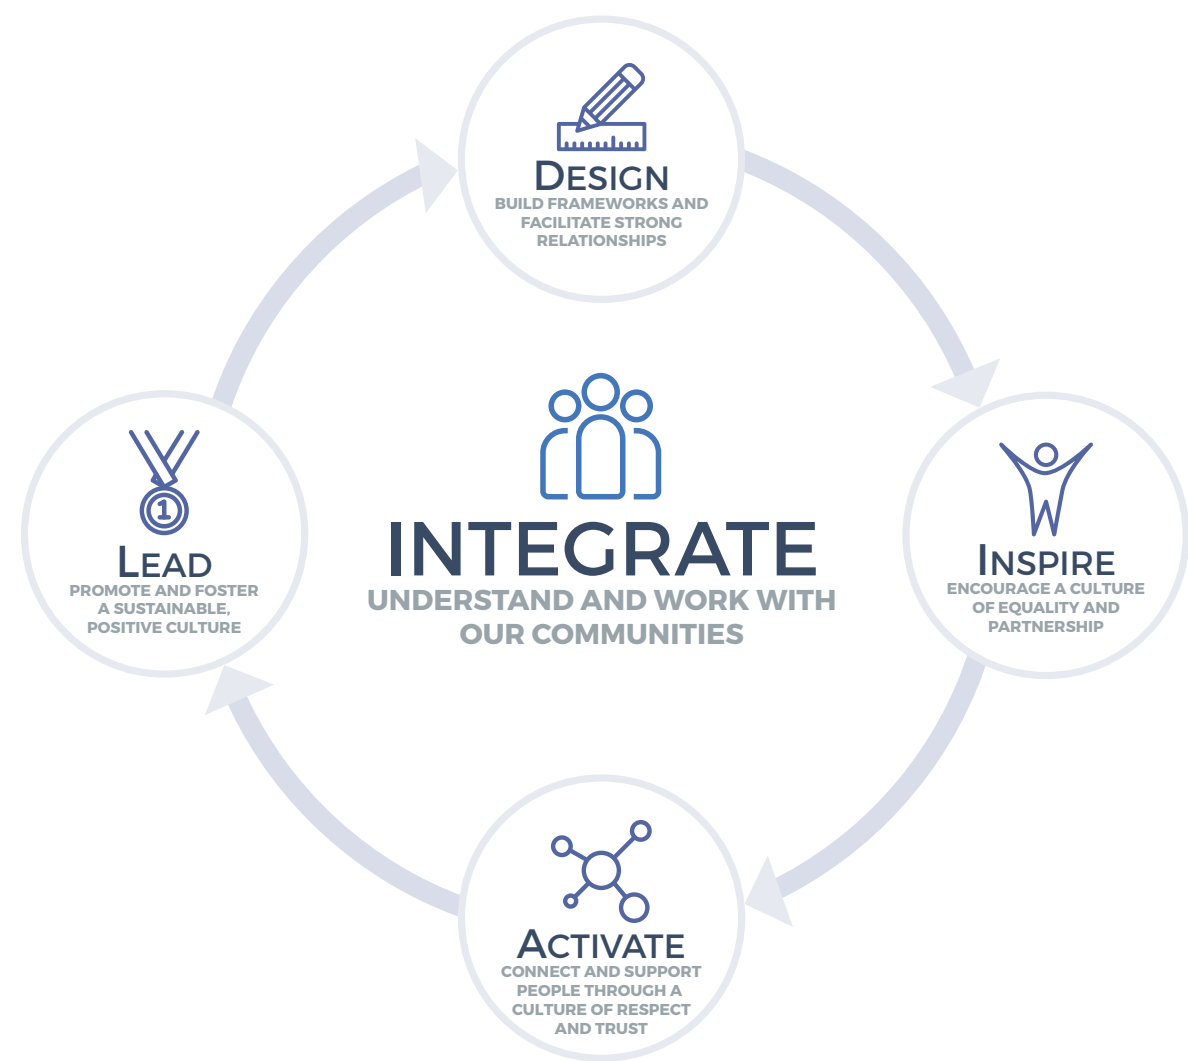 DESIGN
BUILD FRAMEWORKS AND
FACILITATE STRONG
RELATIONSHIPS
1
LEAD
PROMOTE AND FOSTER
A SUSTAINABLE,
POSITIVE CULTURE
INTEGRATE
UNDERSTAND AND WORK WITH
OUR COMMUNITIES
INSPIRE
ENCOURAGE A CULTURE
OF EQUALITY AND
PARTNERSHIP
ACTIVATE
CONNECT AND SUPPORT
PEOPLE THROUGH A
CULTURE OF RESPECT
AND TRUST